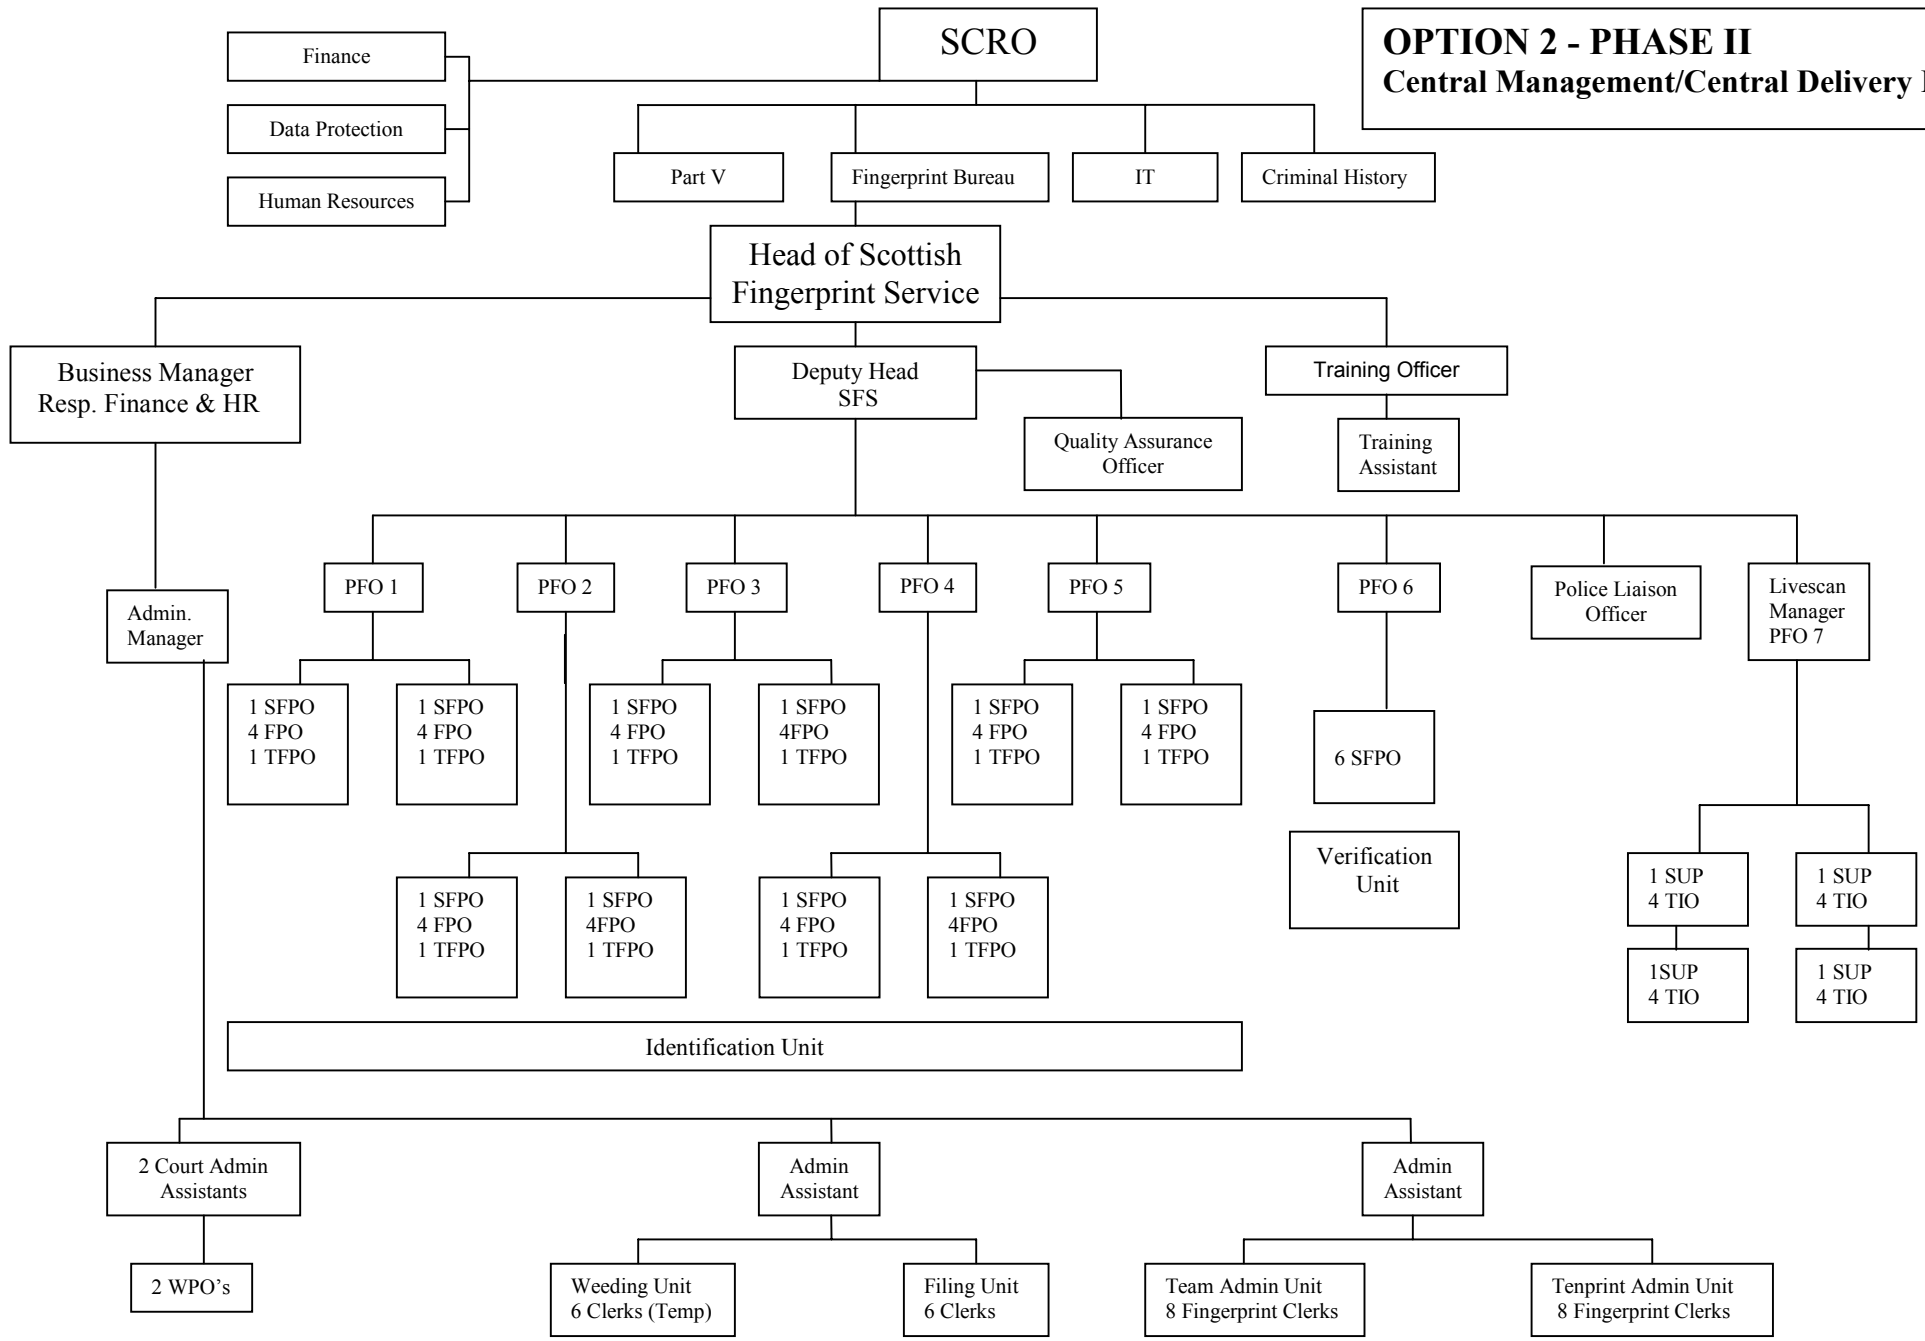 SCRO
OPTION 2 - PHASE II
Central Management/Central Delivery
Finance
Data Protection
Human Resources
Part V
Fingerprint Bureau
IT
Criminal History
Head of Scottish
Fingerprint Service
Business Manager
Resp. Finance & HR
Deputy Head
SFS
Training Officer
Quality Assurance
Officer
Training
Assistant
Admin.
Manager
PFO 1
PFO 2
PFO 3
PFO 4
PFO 5
PFO 6
Police Liaison
Officer
Livescan
Manager
PFO 7
1 SFPO
4 FPO
1 TFPO
1 SFPO
4 FPO
1 TFPO
1 SFPO
4 FPO
1 TFPO
1 SFPO
4FPO
1 TFPO
1 SFPO
4 FPO
1 TFPO
1 SFPO
4 FPO
1 TFPO
6 SFPO
Verification
Unit
1 SFPO
4 FPO
1 TFPO
1 SFPO
4FPO
1 TFPO
1 SFPO
4 FPO
1 TFPO
1 SFPO
4FPO
1 TFPO
1 SUP
4 TIO
1 SUP
4 TIO
1SUP
4 TIO
1 SUP
4 TIO
Identification Unit
2 Court Admin
Assistants
Admin
Assistant
Admin
Assistant
2 WPO’s
Weeding Unit
6 Clerks (Temp)
Filing Unit
6 Clerks
Team Admin Unit
8 Fingerprint Clerks
Tenprint Admin Unit
8 Fingerprint Clerks